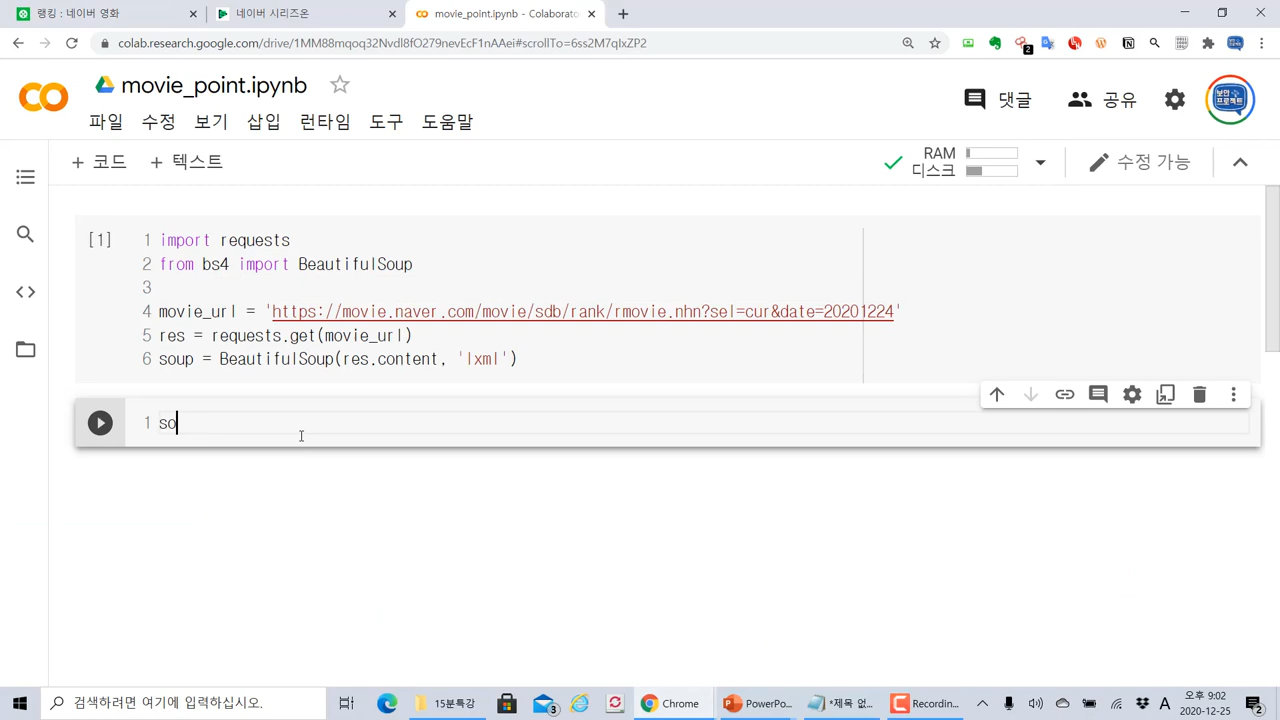 랭킹 : 네이버 영화
네이버 시리즈온
movie_point.ipynb - Colaborato
colab.research.google.com/drive/1MM88mqoq32Nvdl8fO279nevEcF1nAAei#scrollTo=6ss2M7qIxZP2
movie_point.ipynb
파일 수정 보기 삽입 런타임 도구 도움말
댓글 공유
+ 코드 + 텍스트
RAM
디스크
수정 가능
[1]
1 import requests
2 from bs4 import BeautifulSoup
3
4 movie_url = 'https://movie.naver.com/movie/sdb/rank/rmovie.nhn?sel=cur&date=20201224'
5 res = requests.get(movie_url)
6 soup = BeautifulSoup(res.content, 'lxml')
1 so
검색하려면 여기에 입력하십시오.
15분특강
Chrome
PowerPo...
*제목 없...
Recordin...
A
오후 9:02
2020-12-25